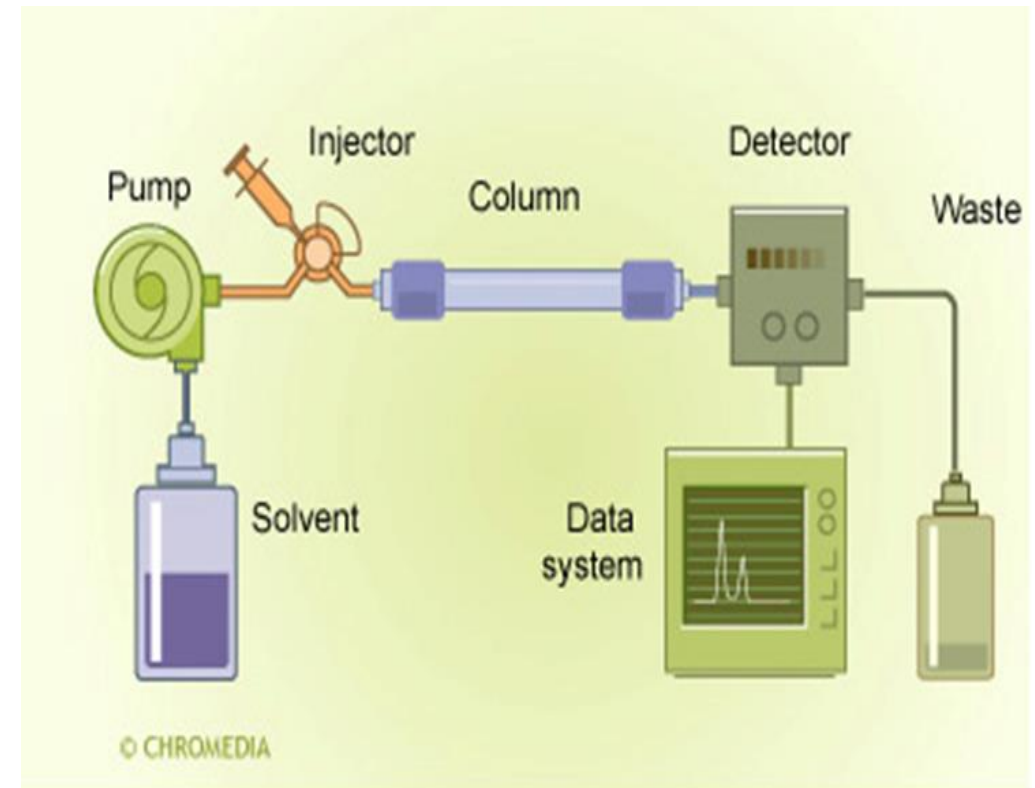 Injector
Detector
Pump
Column
Waste
Solvent
Data
system
© CHROMEDIA